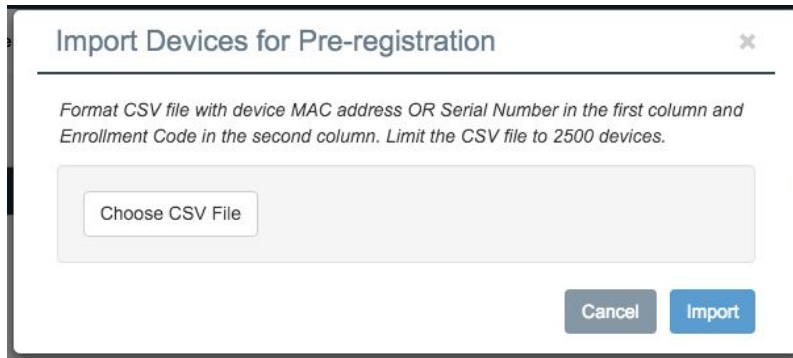 Import Devices for Pre-registration
Format CSV file with device MAC address OR Serial Number in the first column and
Enrollment Code in the second column. Limit the CSV file to 2500 devices.
Choose CSV File
Cancel Import